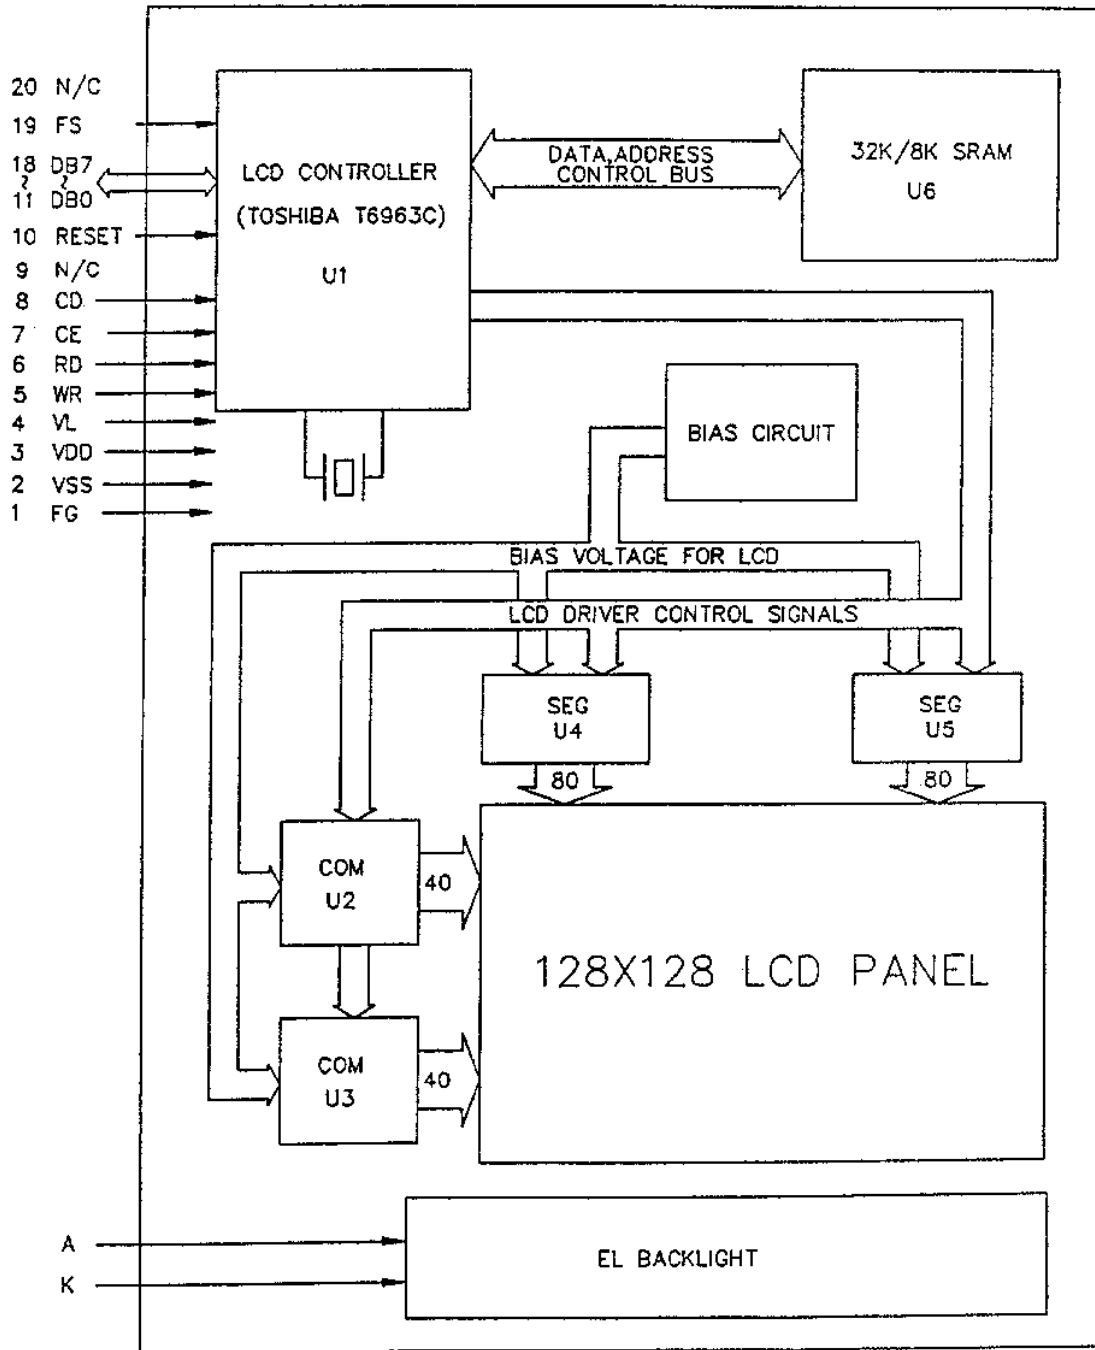 20 N/C
19 FS
18 DB7
~ ~
11 DB0
10 RESET
9 N/C
8 CD
7 CE
6 RD
5 WR
4 VL
3 VDD
2 VSS
1 FG
LCD CONTROLLER
(TOSHIBA T6963C)
U1
DATA,ADDRESS
CONTROL BUS
32K/8K SRAM
U6
BIAS CIRCUIT
BIAS VOLTAGE FOR LCD
LCD DRIVER CONTROL SIGNALS
SEG
U4
SEG
U5
80
80
COM
U2
40
128X128 LCD PANEL
COM
U3
40
A
K
EL BACKLIGHT